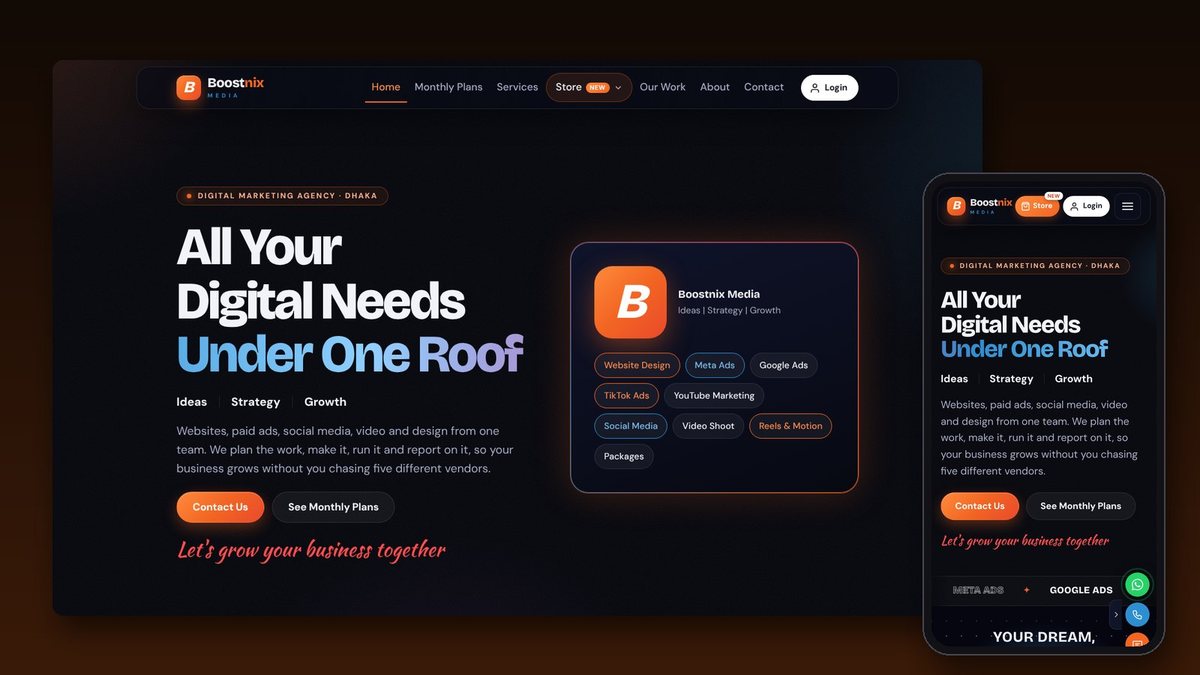 B Boostnix
MEDIA
Home Monthly Plans Services Store NEW Our Work About Contact Login
DIGITAL MARKETING AGENCY · DHAKA
All Your
Digital Needs
Under One Roof
Ideas Strategy Growth
Websites, paid ads, social media, video and design from one
team. We plan the work, make it, run it and report on it, so your
business grows without you chasing five different vendors.
Contact Us See Monthly Plans
Let's grow your business together
B
Boostnix Media
Ideas | Strategy | Growth
Website Design Meta Ads Google Ads
TikTok Ads YouTube Marketing
Social Media Video Shoot Reels & Motion
Packages
B Boostnix
MEDIA
Store NEW Login
DIGITAL MARKETING AGENCY · DHAKA
All Your
Digital Needs
Under One Roof
Ideas Strategy Growth
Websites, paid ads, social media, video
and design from one team. We plan the
work, make it, run it and report on it, so
your business grows without you chasing
five different vendors.
Contact Us See Monthly Plans
Let's grow your business together
META ADS GOOGLE ADS
YOUR DREAM,